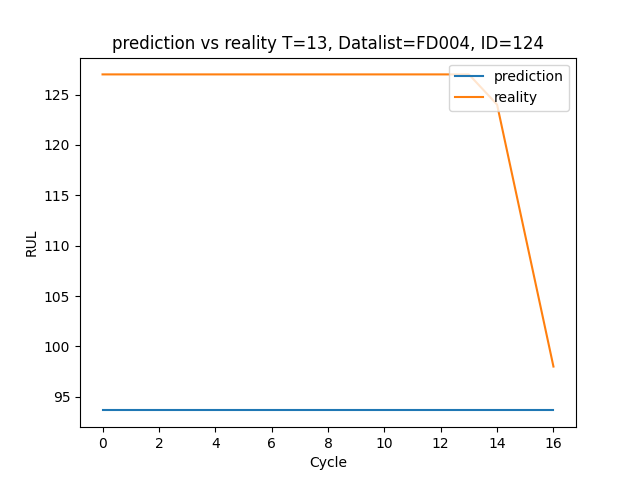 prediction vs reality T=13, Datalist=FD004, ID=124
prediction
reality
125
120
115
110
105
100
95
RUL
0 2 4 6 8 10 12 14 16
Cycle